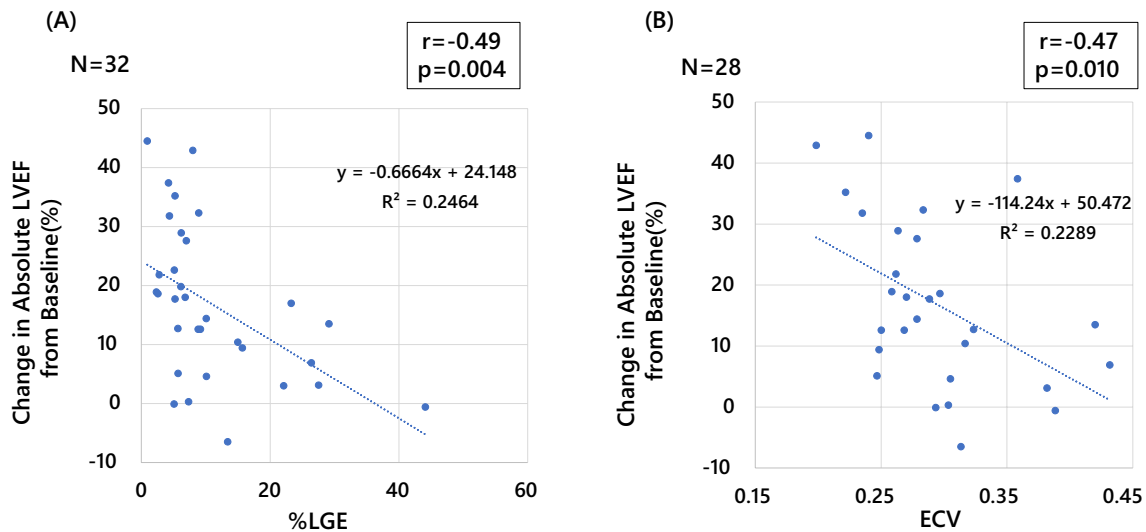 (A)
r=-0.49
p=0.004
N=32
50
40
30
20
10
0
-10
Change in Absolute LVEF
from Baseline(%)
y = -0.6664x + 24.148
R² = 0.2464
0
20
40
60
%LGE
(B)
r=-0.47
p=0.010
N=28
50
40
30
20
10
0
-10
Change in Absolute LVEF
from Baseline(%)
y = -114.24x + 50.472
R² = 0.2289
0.15
0.25
0.35
0.45
ECV